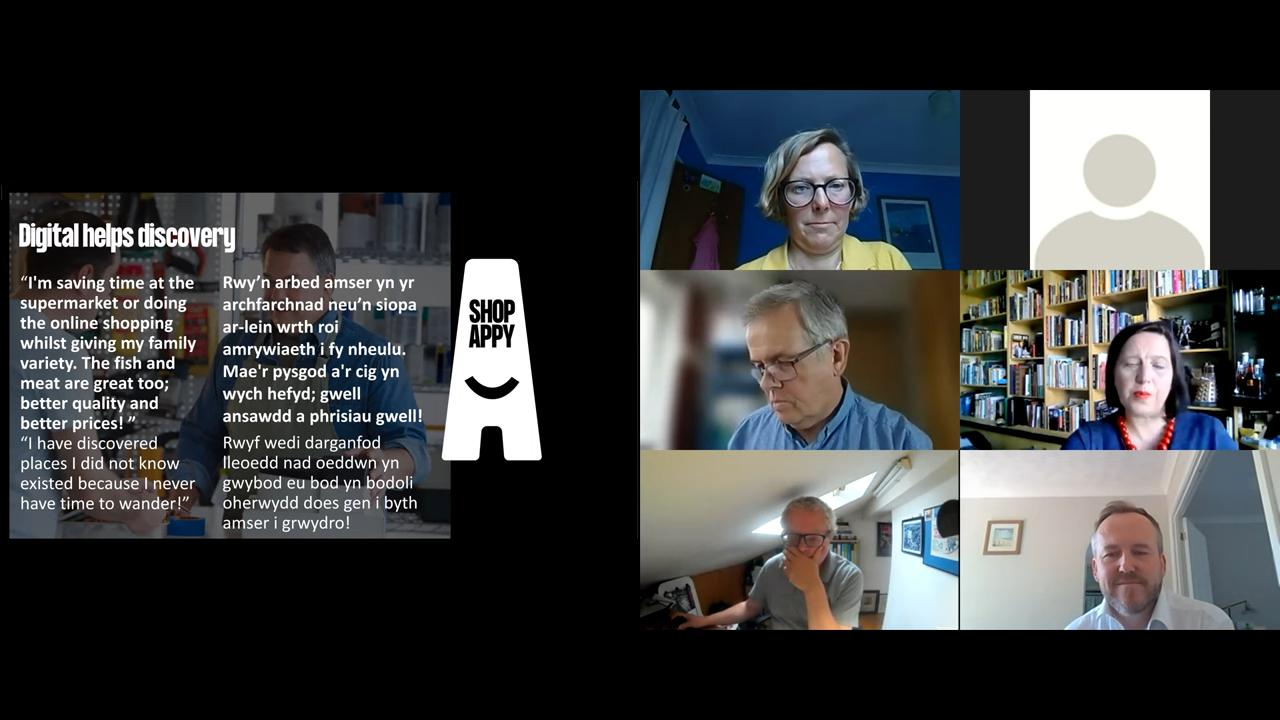 Digital helps discovery
“I'm saving time at the
supermarket or doing
the online shopping
whilst giving my family
variety. The fish and
meat are great too;
better quality and
better prices! ”
“I have discovered
places I did not know
existed because I never
have time to wander!”
Rwy’n arbed amser yn yr
archfarchnad neu’n siopa
ar-lein wrth roi
amrywiaeth i fy nheulu.
Mae'r pysgod a'r cig yn
wych hefyd; gwell
ansawdd a phrisiau gwell!
Rwyf wedi darganfod
lleoedd nad oeddwn yn
gwybod eu bod yn bodoli
oherwydd does gen i byth
amser i grwydro!
SHOP
APPY